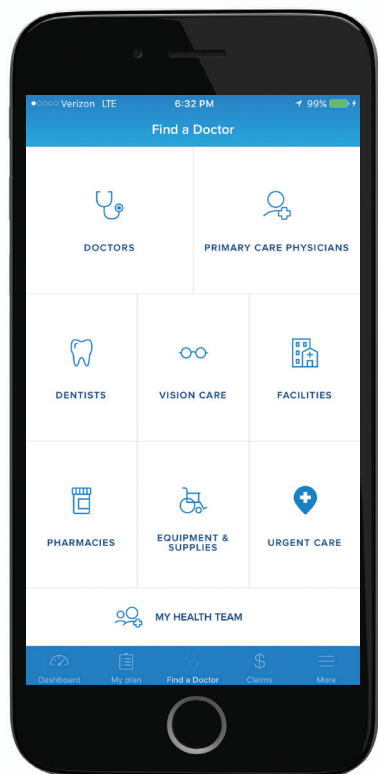 Verizon LTE 6:32 PM 99%
Find a Doctor
DOCTORS PRIMARY CARE PHYSICIANS
DENTISTS VISION CARE FACILITIES
PHARMACIES EQUIPMENT & SUPPLIES URGENT CARE
MY HEALTH TEAM
$
Dashboard My plan Find a Doctor Claims More